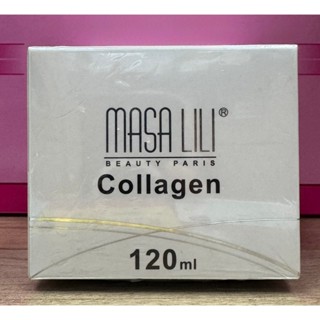 MASA LILI®
BEAUTY PARIS
Collagen
120ml